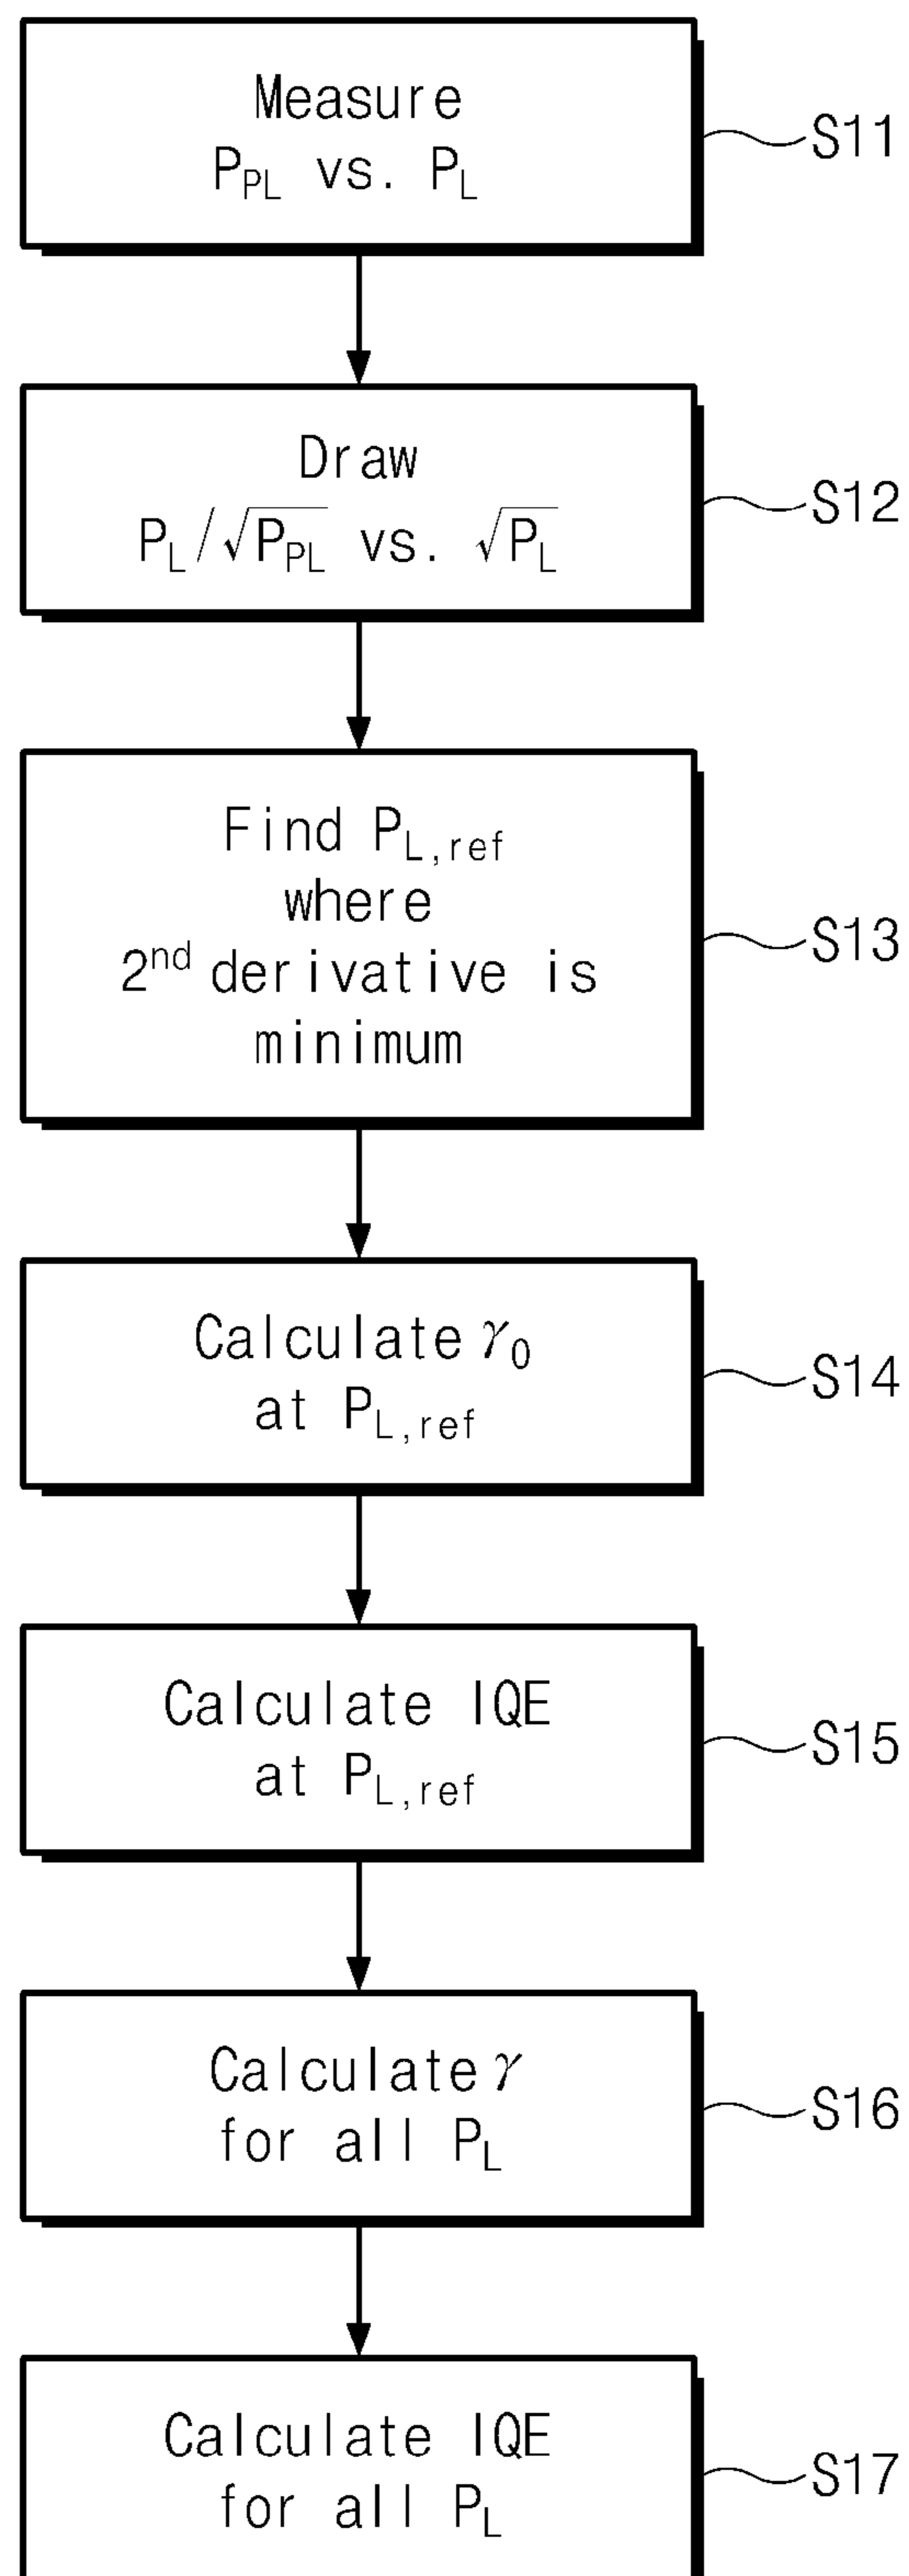 Measure
P_PL vs. P_L
S11
Draw
P_L/√P_PL vs. √P_L
S12
Find P_L,ref
where
2nd derivative is
minimum
S13
Calculate γ0
at P_L,ref
S14
Calculate IQE
at P_L,ref
S15
Calculate γ
for all P_L
S16
Calculate IQE
for all P_L
S17